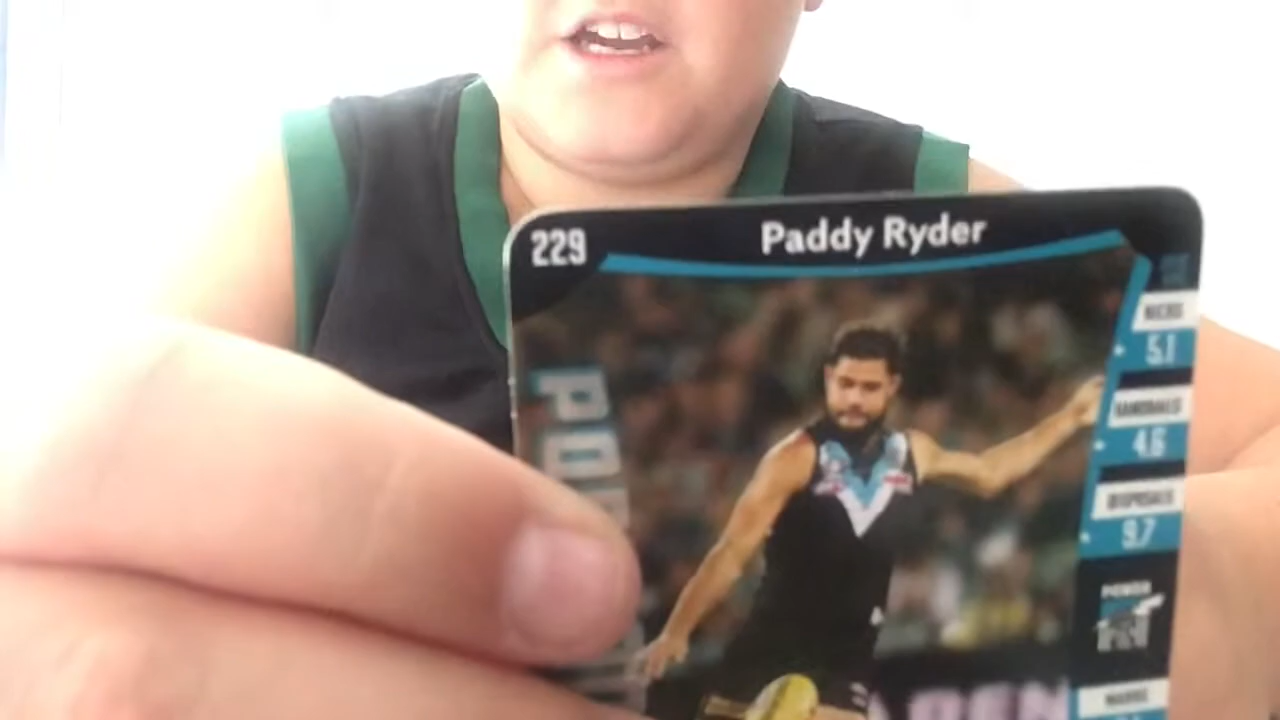 229
Paddy Ryder
KICKS
5.1
HANDBALLS
4.6
DISPOSALS
9.7
POWER
MARKS